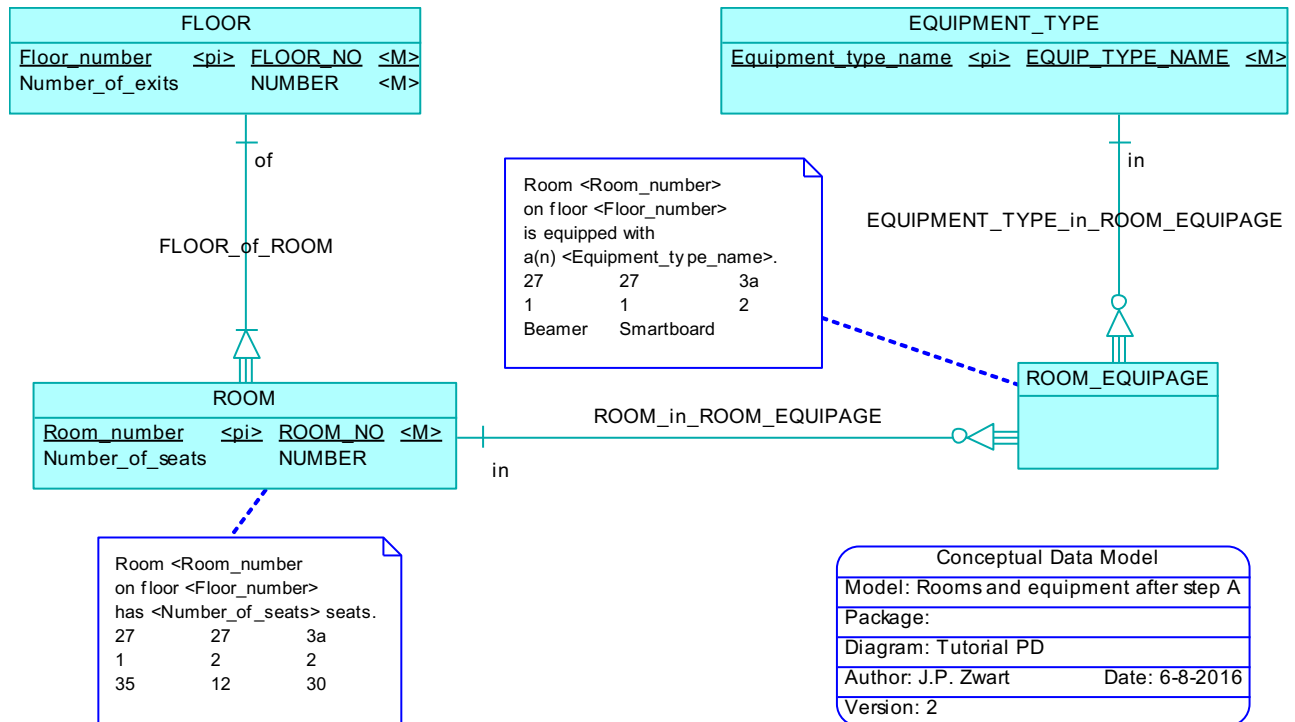 FLOOR
Floor_number <pi> FLOOR_NO <M>
Number_of_exits NUMBER <M>
EQUIPMENT_TYPE
Equipment_type_name <pi> EQUIP_TYPE_NAME <M>
of
in
Room <Room_number>
on floor <Floor_number>
is equipped with
a(n) <Equipment_type_name>.
27 27 3a
1 1 2
Beamer Smartboard
EQUIPMENT_TYPE_in_ROOM_EQUIPAGE
FLOOR_of_ROOM
ROOM
Room_number <pi> ROOM_NO <M>
Number_of_seats NUMBER
ROOM_in_ROOM_EQUIPAGE
in
ROOM_EQUIPAGE
Room <Room_number
on floor <Floor_number>
has <Number_of_seats> seats.
27 27 3a
1 2 2
35 12 30
Conceptual Data Model
Model: Rooms and equipment after step A
Package:
Diagram: Tutorial PD
Author: J.P. Zwart Date: 6-8-2016
Version: 2